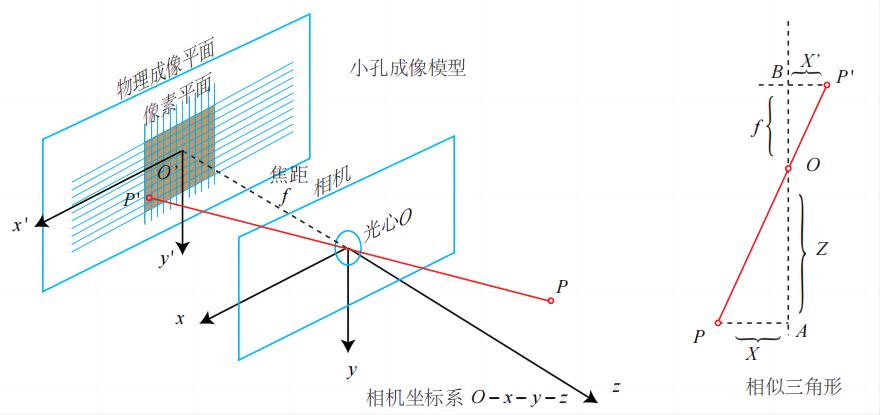 小孔成像模型
物理成像平面
像素平面
O'
P'
x'
y'
焦距
f
相机
光心O
P
x
y
z
相机坐标系 O-x-y-z
B
X'
P'
f
O
Z
P
A
X
相似三角形